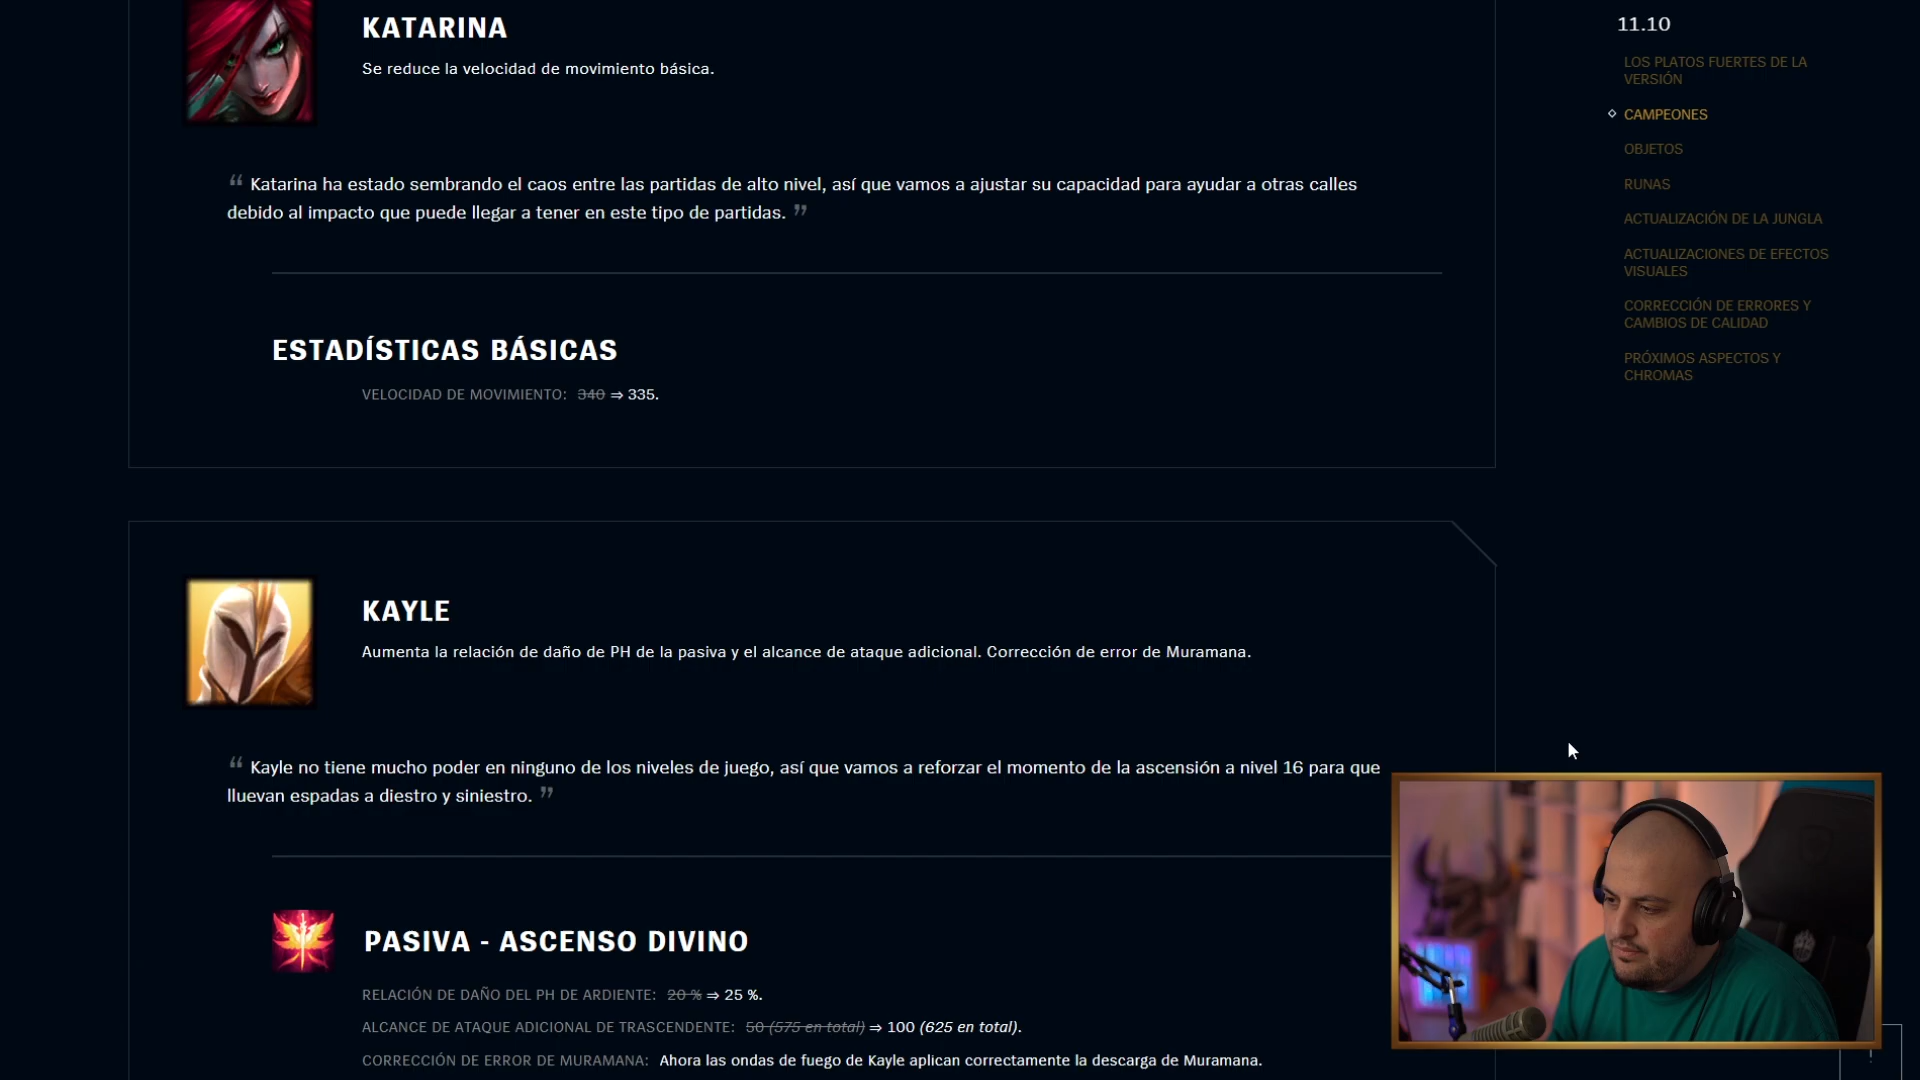 KATARINA
Se reduce la velocidad de movimiento básica.
“ Katarina ha estado sembrando el caos entre las partidas de alto nivel, así que vamos a ajustar su capacidad para ayudar a otras calles
debido al impacto que puede llegar a tener en este tipo de partidas. ”
ESTADÍSTICAS BÁSICAS
VELOCIDAD DE MOVIMIENTO: 340 ⇒ 335.
KAYLE
Aumenta la relación de daño de PH de la pasiva y el alcance de ataque adicional. Corrección de error de Muramana.
“ Kayle no tiene mucho poder en ninguno de los niveles de juego, así que vamos a reforzar el momento de la ascensión a nivel 16 para que
lluevan espadas a diestro y siniestro. ”
PASIVA - ASCENSO DIVINO
RELACIÓN DE DAÑO DEL PH DE ARDIENTE: 20 % ⇒ 25 %.
ALCANCE DE ATAQUE ADICIONAL DE TRASCENDENTE: 50 (575 en total) ⇒ 100 (625 en total).
CORRECCIÓN DE ERROR DE MURAMANA: Ahora las ondas de fuego de Kayle aplican correctamente la descarga de Muramana.
11.10
LOS PLATOS FUERTES DE LA
VERSIÓN
CAMPEONES
OBJETOS
RUNAS
ACTUALIZACIÓN DE LA JUNGLA
ACTUALIZACIONES DE EFECTOS
VISUALES
CORRECCIÓN DE ERRORES Y
CAMBIOS DE CALIDAD
PRÓXIMOS ASPECTOS Y
CHROMAS